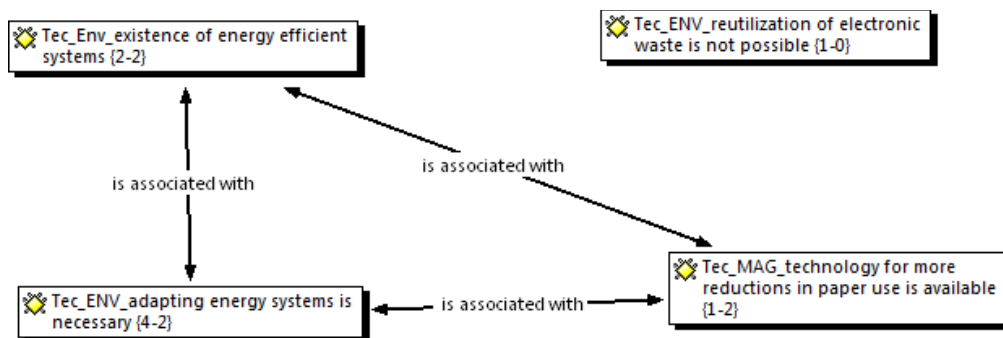 Tec_Env_existence of energy efficient
systems {2-2}
Tec_ENV_reutilization of electronic
waste is not possible {1-0}
is associated with
is associated with
Tec_ENV_adapting energy systems is
necessary {4-2}
is associated with
Tec_MAG_technology for more
reductions in paper use is available
{1-2}